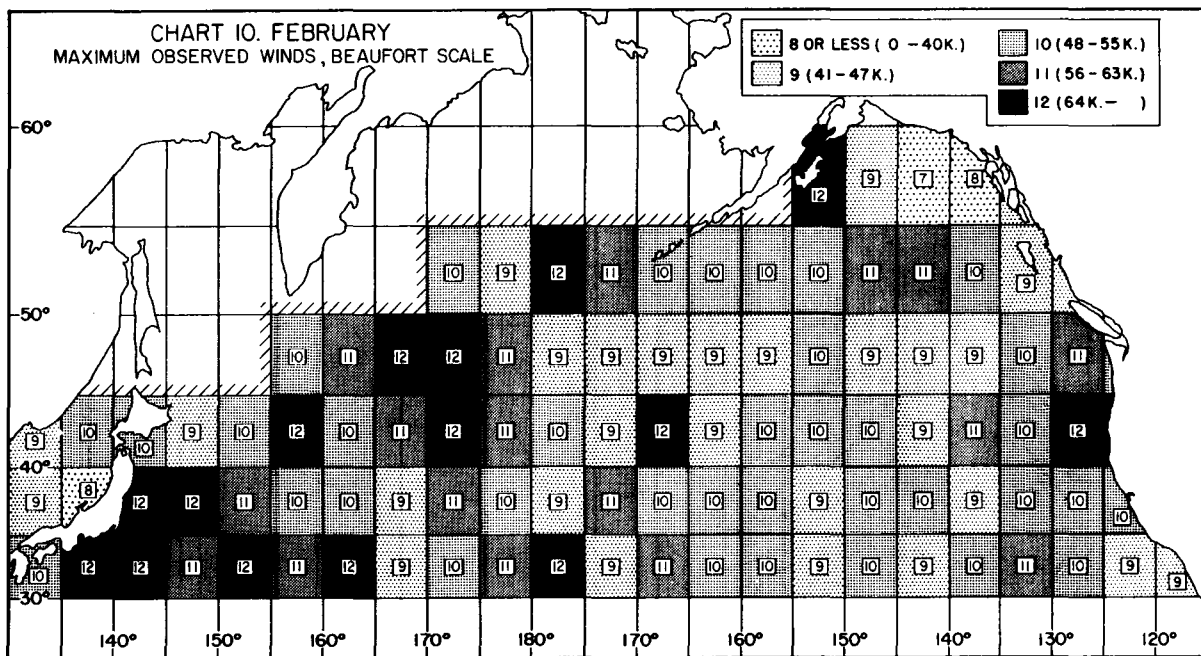 CHART 10. FEBRUARY
MAXIMUM OBSERVED WINDS, BEAUFORT SCALE
8 OR LESS ( 0 - 40K.)
9 (41-47K.)
10 (48-55K.)
11 (56-63K.)
12 (64K.- )
60°
12 9 7 8
10 9 12 11 10 10 10 10 11 11 10 9
50°
10 11 12 12 11 9 9 9 9 9 10 9 9 9 10 11
9 10 10 9 10 12 10 11 12 11 10 9 12 9 10 10 10 9 11 10 12
40°
9 8 12 12 11 10 10 9 11 10 9 11 10 10 10 9 10 10 9 10 10 10
10 12 12 11 12 11 12 9 10 11 12 9 11 10 10 9 10 10 10 11 10 9 9
30°
140° 150° 160° 170° 180° 170° 160° 150° 140° 130° 120°